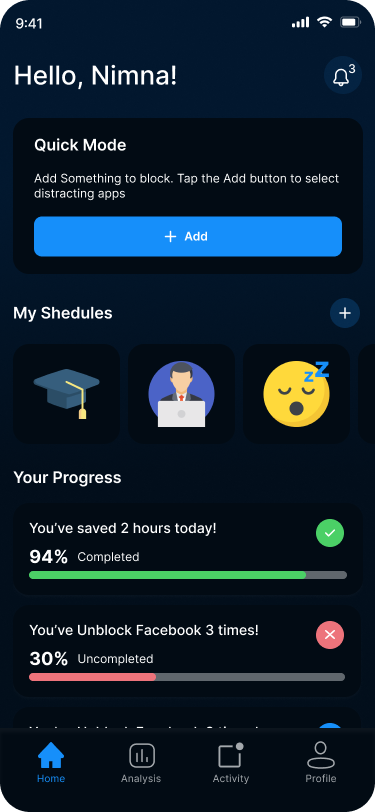 9:41
Hello, Nimna!
3
Quick Mode
Add Something to block. Tap the Add button to select
distracting apps
+ Add
My Shedules
+
z z
Your Progress
You’ve saved 2 hours today!
94% Completed
You’ve Unblock Facebook 3 times!
30% Uncompleted
Home Analysis Activity Profile